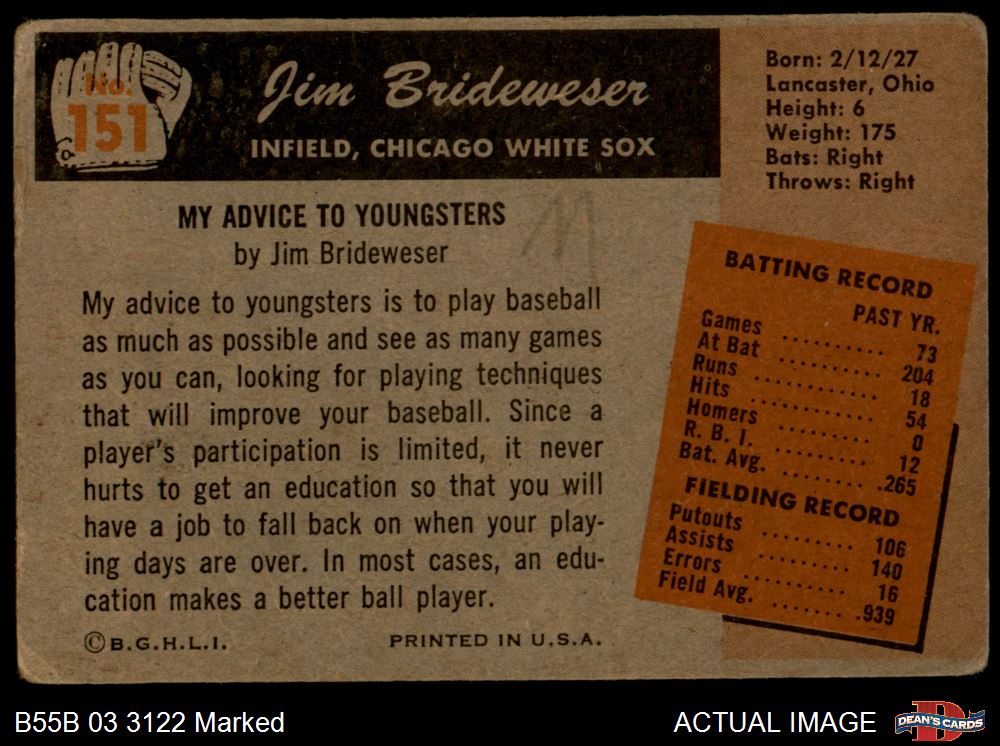 No.
151
Jim Brideweser
INFIELD, CHICAGO WHITE SOX
Born: 2/12/27
Lancaster, Ohio
Height: 6
Weight: 175
Bats: Right
Throws: Right
MY ADVICE TO YOUNGSTERS
by Jim Brideweser
My advice to youngsters is to play baseball
as much as possible and see as many games
as you can, looking for playing techniques
that will improve your baseball. Since a
player's participation is limited, it never
hurts to get an education so that you will
have a job to fall back on when your play-
ing days are over. In most cases, an edu-
cation makes a better ball player.
©B.G.H.L.I. PRINTED IN U.S.A.
BATTING RECORD
PAST YR.
Games .......... 73
At Bat .......... 204
Runs .......... 18
Hits .......... 54
Homers .......... 0
R. B. I. .......... 12
Bat. Avg. ........ .265
FIELDING RECORD
Putouts ......... 106
Assists ......... 140
Errors .......... 16
Field Avg. ....... .939
B55B 03 3122 Marked
ACTUAL IMAGE
DEAN'S CARDS